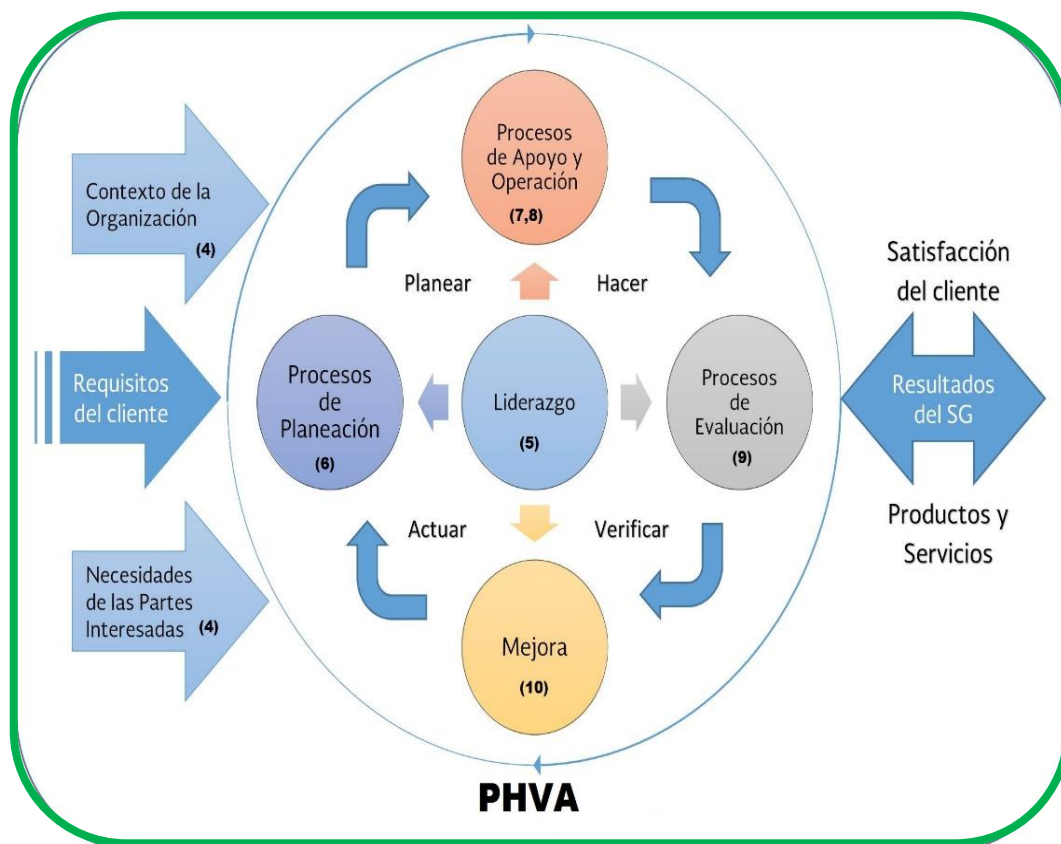 Contexto de la
Organización
(4)
Requisitos
del cliente
Necesidades
de las Partes
Interesadas (4)
Procesos
de Apoyo y
Operación
(7,8)
Planear
Hacer
Procesos
de
Planeación
(6)
Liderazgo
(5)
Procesos
de
Evaluación
(9)
Actuar
Verificar
Mejora
(10)
Satisfacción
del cliente
Resultados
del SG
Productos y
Servicios
PHVA